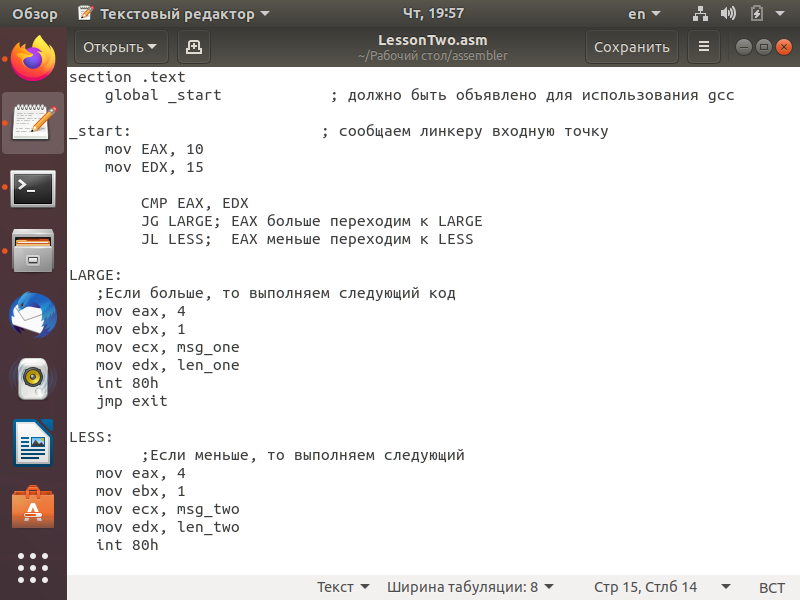 Обзор Текстовый редактор Чт, 19:57 en
Открыть LessonTwo.asm Сохранить
~/Рабочий стол/assembler
section .text
global _start ; должно быть объявлено для использования gcc
_start: ; сообщаем линкеру входную точку
mov EAX, 10
mov EDX, 15
CMP EAX, EDX
JG LARGE; EAX больше переходим к LARGE
JL LESS; EAX меньше переходим к LESS
LARGE:
;Если больше, то выполняем следующий код
mov eax, 4
mov ebx, 1
mov ecx, msg_one
mov edx, len_one
int 80h
jmp exit
LESS:
;Если меньше, то выполняем следующий
mov eax, 4
mov ebx, 1
mov ecx, msg_two
mov edx, len_two
int 80h
Текст Ширина табуляции: 8 Стр 15, Стлб 14 ВСТ